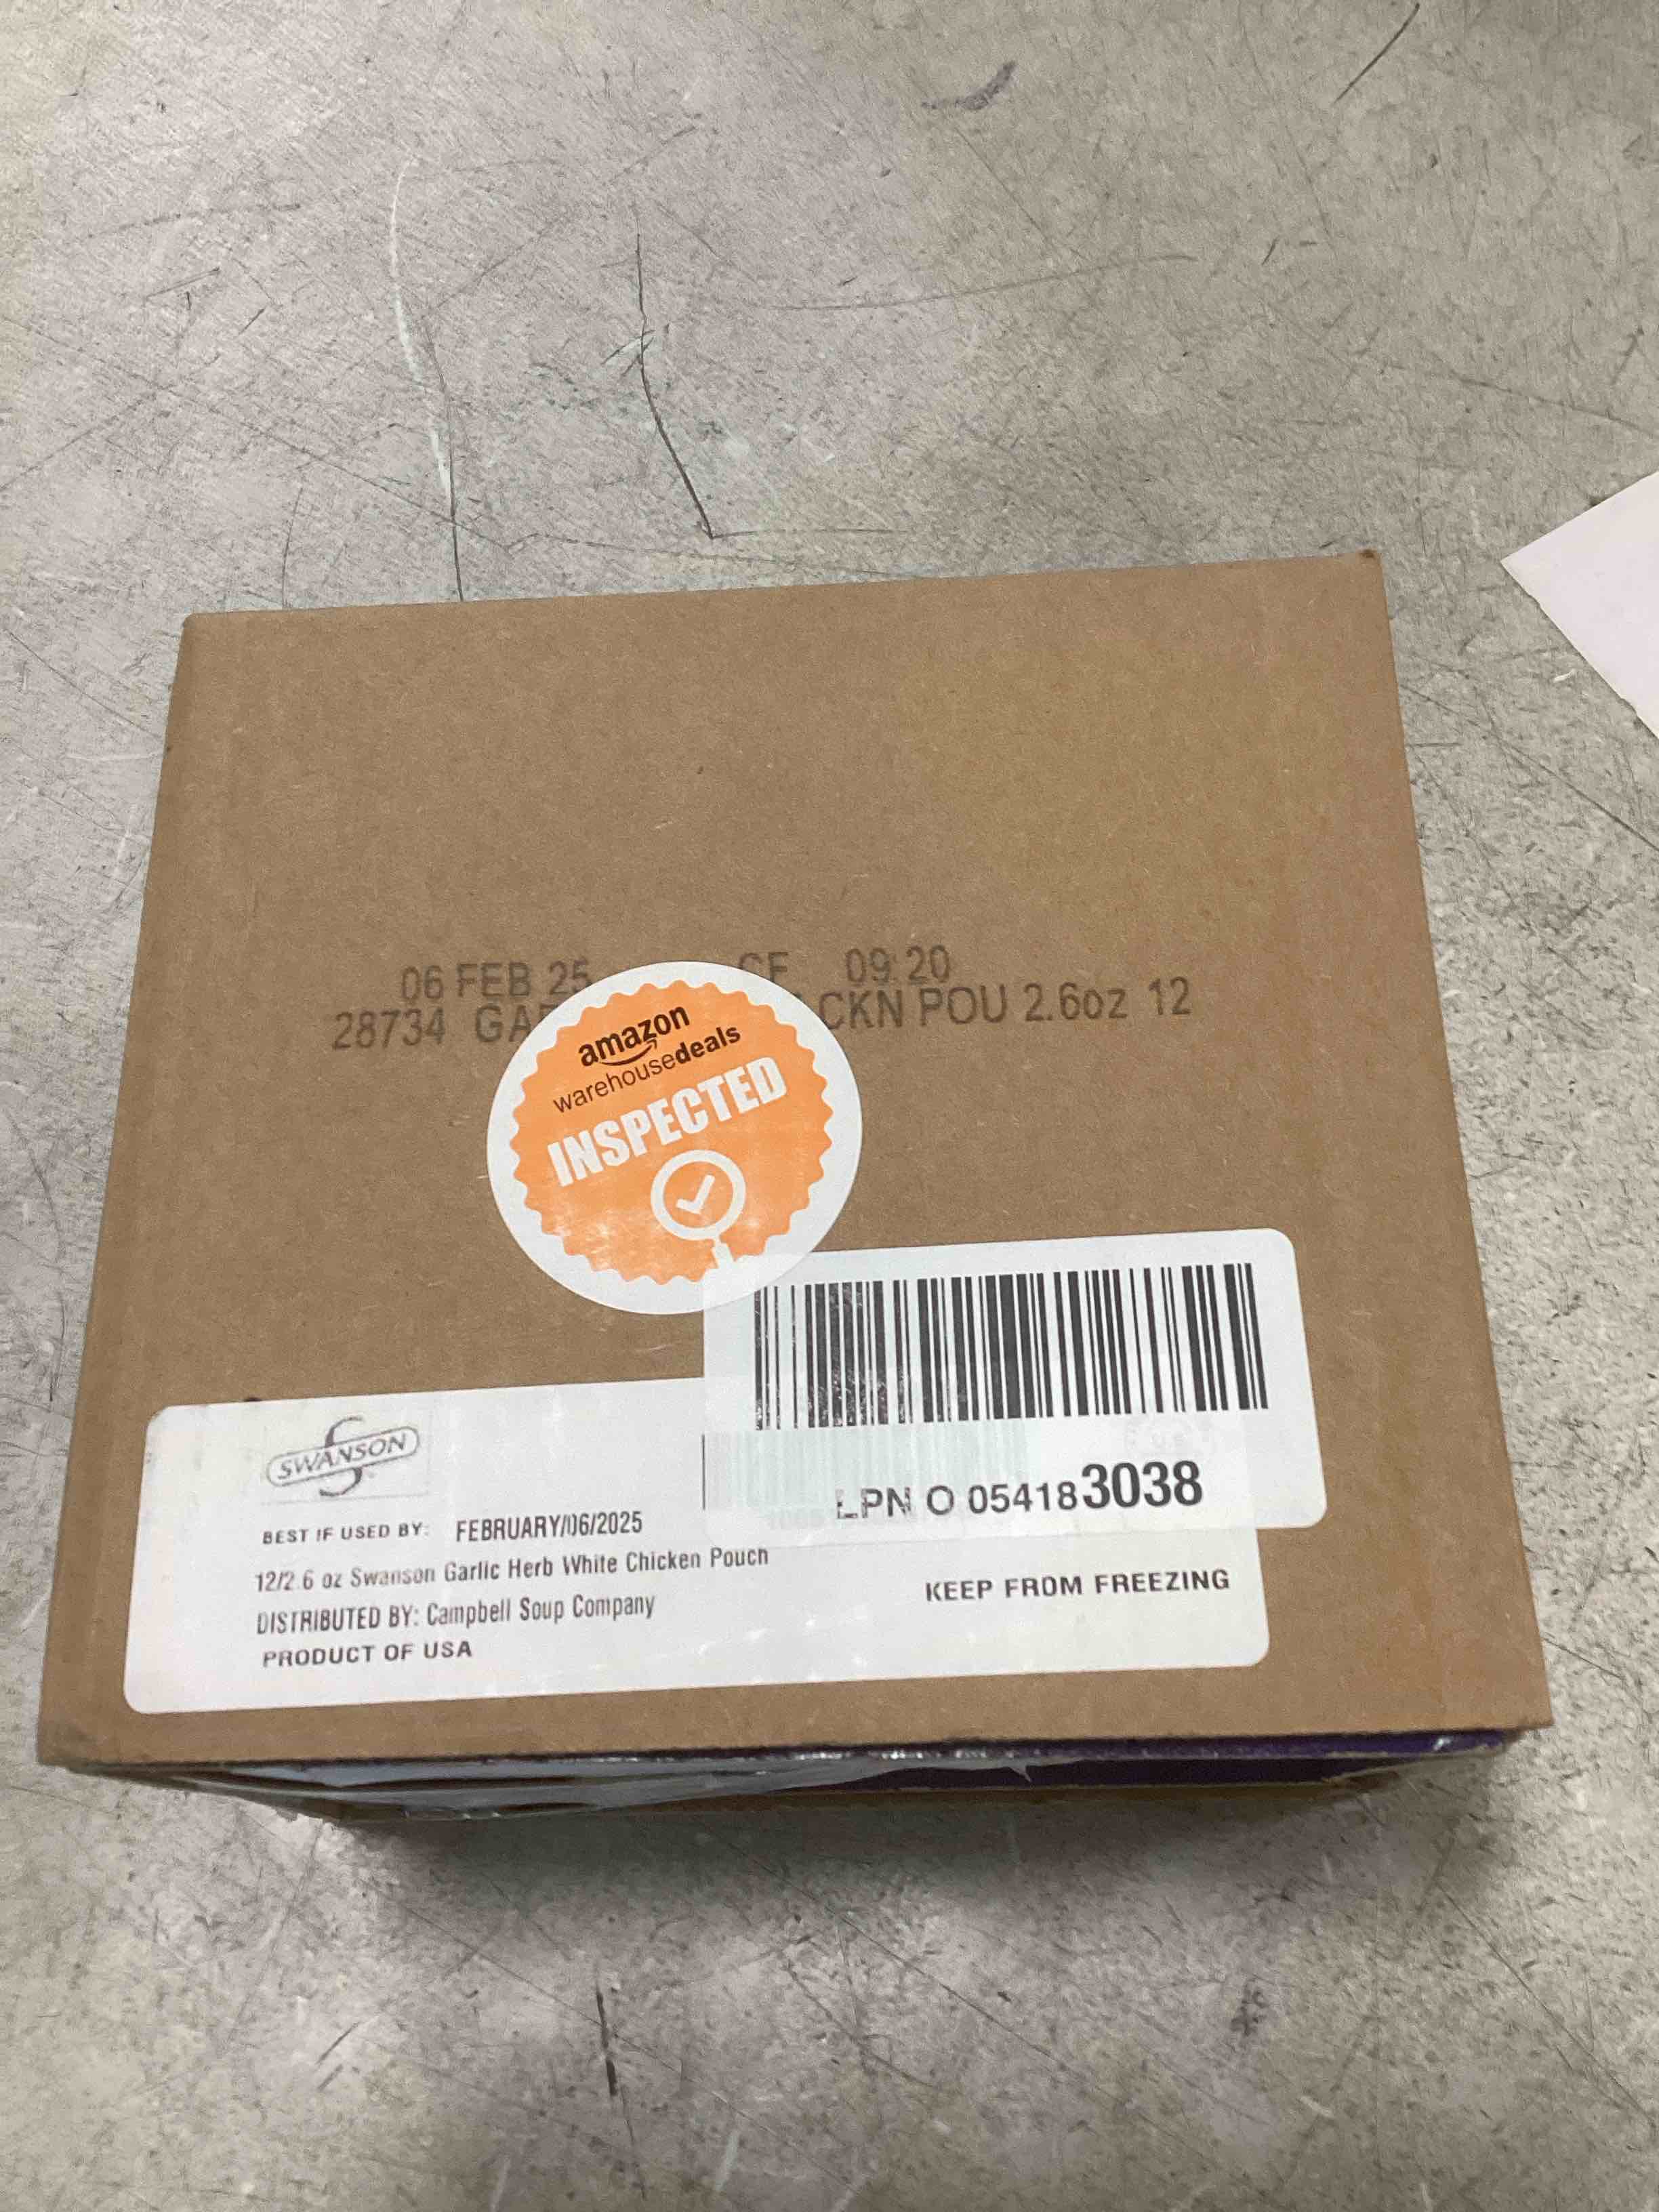 06 FEB 25 CF 09:20
28734 CKN POU 2.6oz 12
amazon
warehousedeals
INSPECTED
SWANSON
LPN O 054183038
BEST IF USED BY: FEBRUARY/06/2025
12/2.6 oz Swanson Garlic Herb White Chicken Pouch
DISTRIBUTED BY: Campbell Soup Company
KEEP FROM FREEZING
PRODUCT OF USA